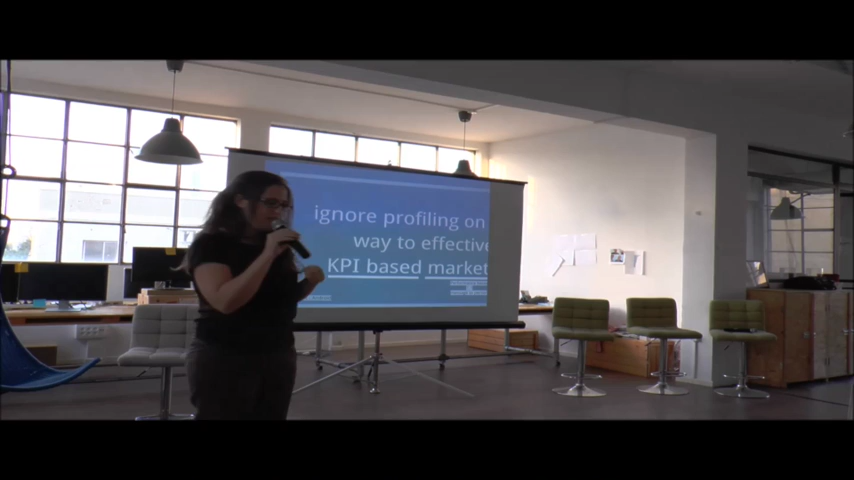 ignore profiling on
way to effective
KPI based market